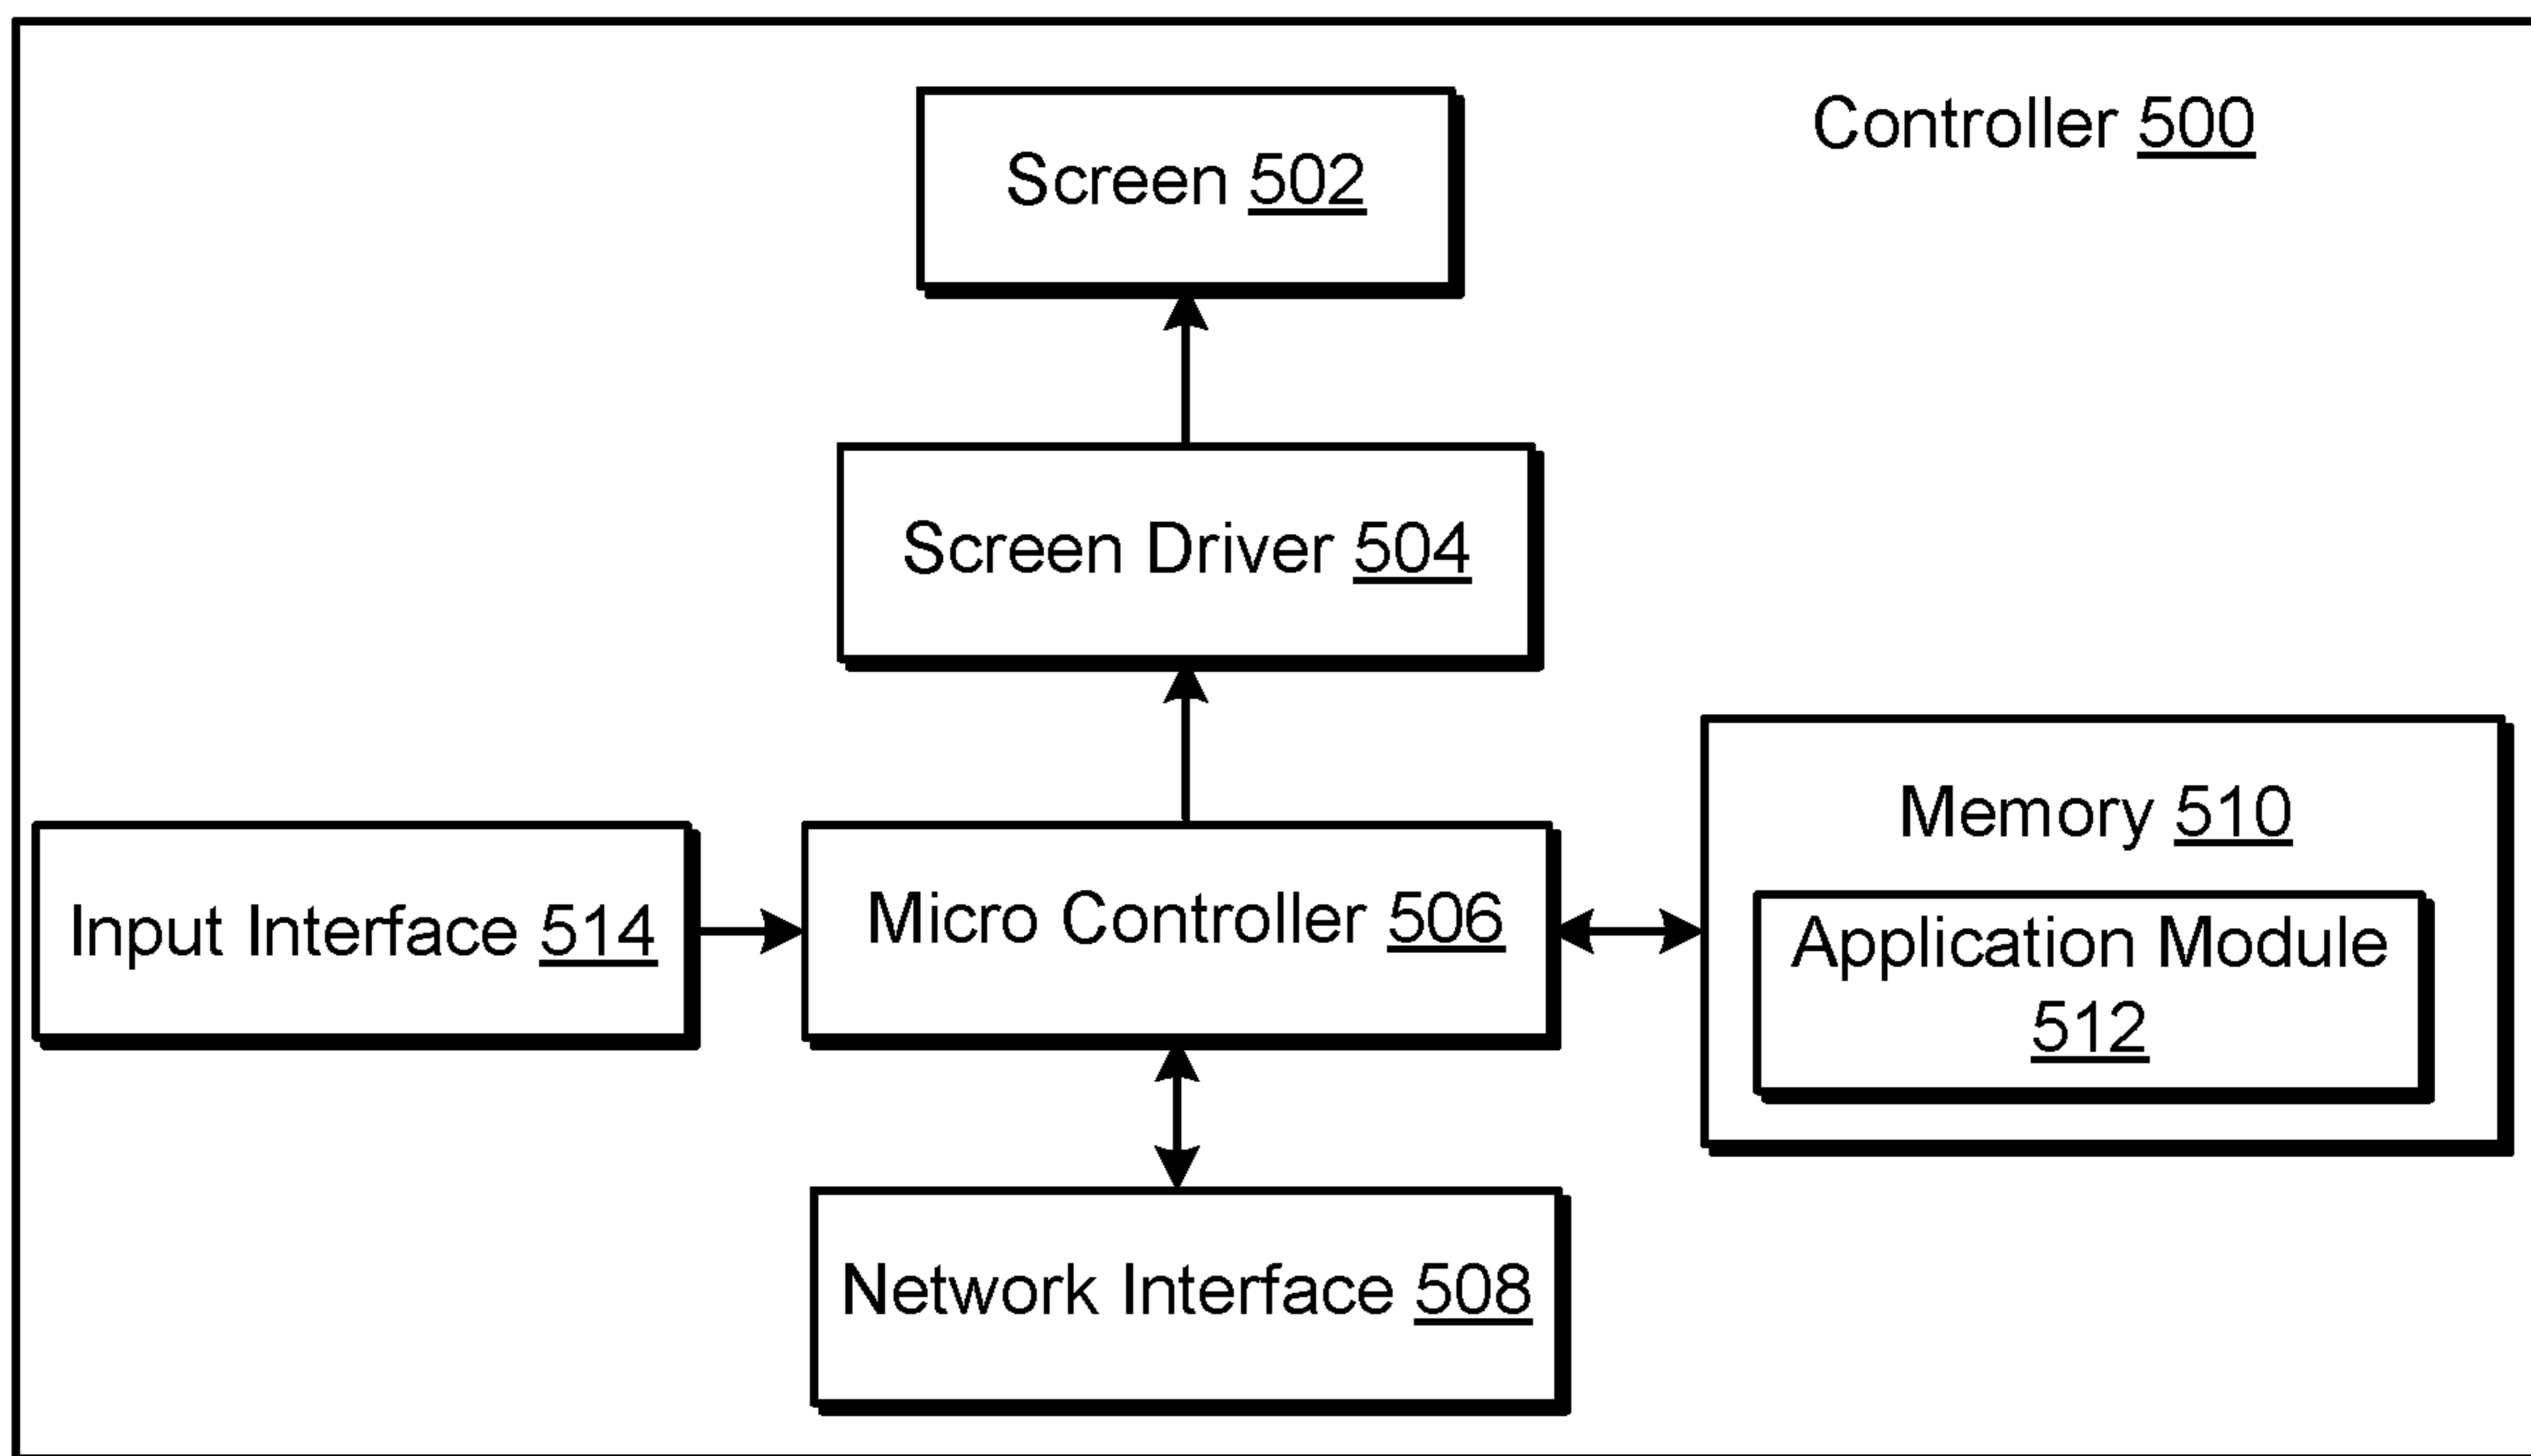 Controller 500
Screen 502
Screen Driver 504
Input Interface 514
Micro Controller 506
Memory 510
Application Module
512
Network Interface 508